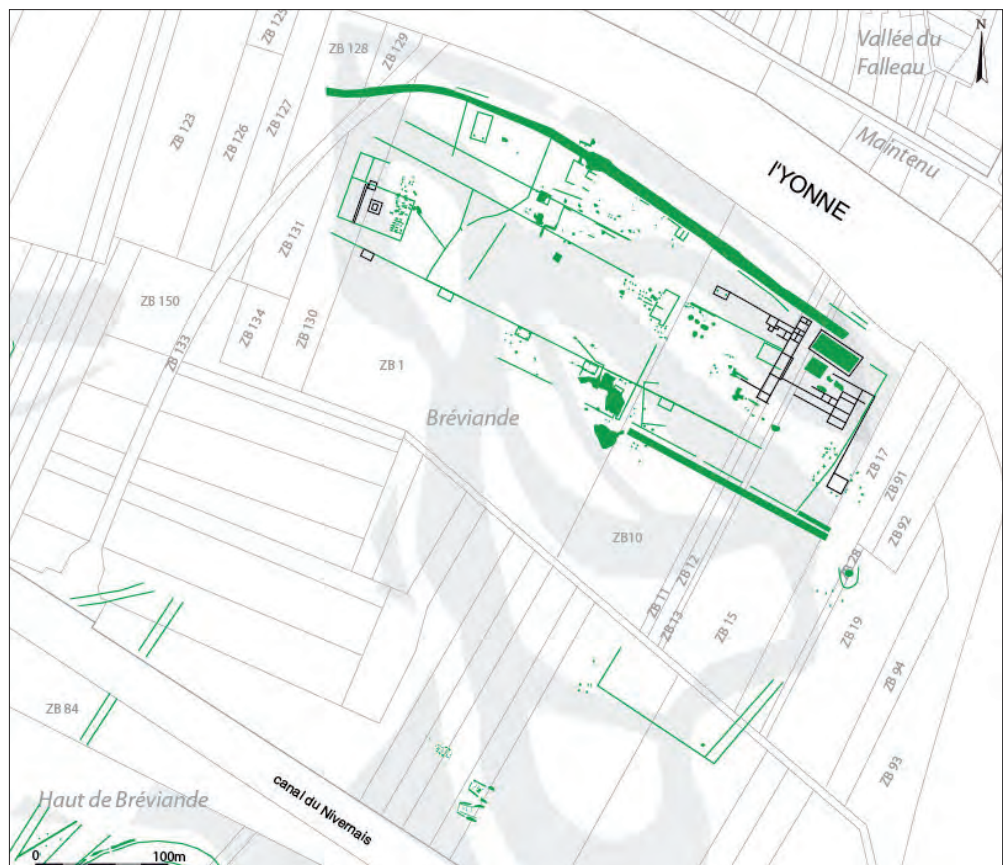 ZB 125
ZB 128
ZB 129
Vallée du
Falleau
N
ZB 123
ZB 126
ZB 127
Maintenu
l'YONNE
ZB 131
ZB 150
ZB 133
ZB 134
ZB 130
ZB 1
Bréviande
ZB 17
ZB 91
ZB 92
ZB10
ZB 12
ZB 11
ZB 13
ZB 15
ZB 19
ZB 94
ZB 93
ZB 84
canal du Nivernais
Haut de Bréviande
0 100m